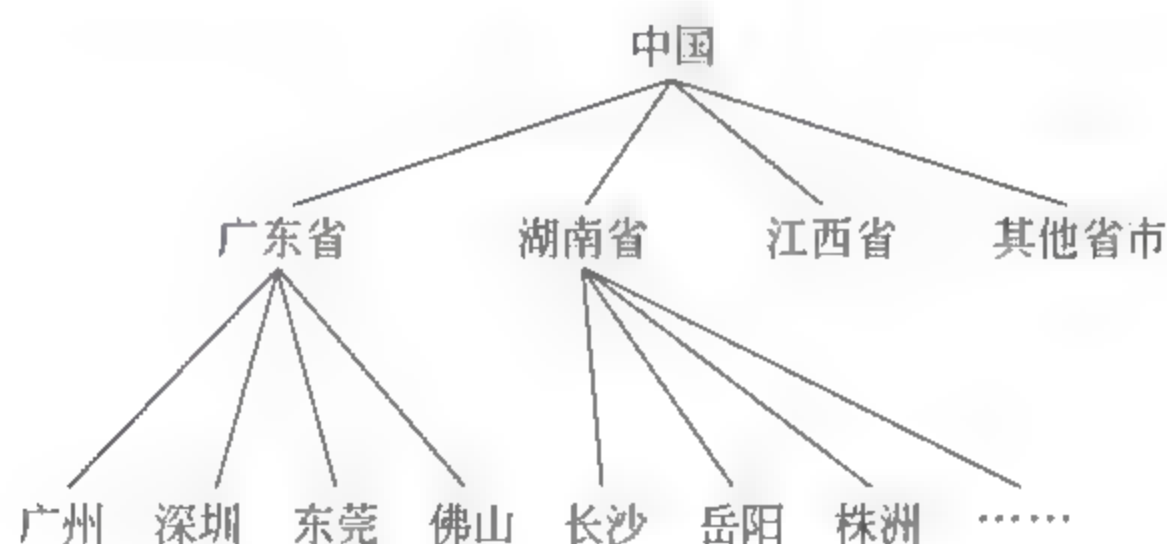 中国
广东省 湖南省 江西省 其他省市
广州 深圳 东莞 佛山 长沙 岳阳 株洲 ……